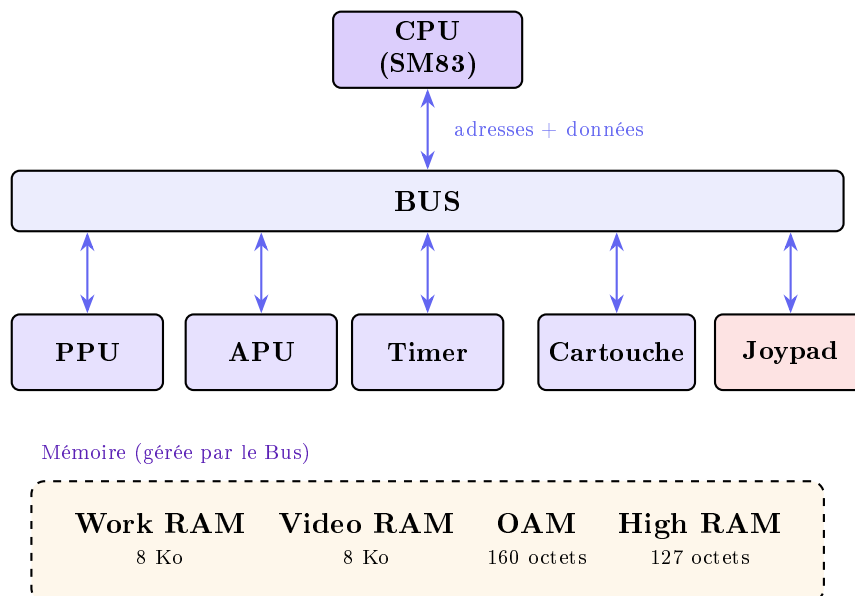 CPU
(SM83)
adresses + données
BUS
PPU APU Timer Cartouche Joypad
Mémoire (gérée par le Bus)
Work RAM Video RAM OAM High RAM
8 Ko 8 Ko 160 octets 127 octets